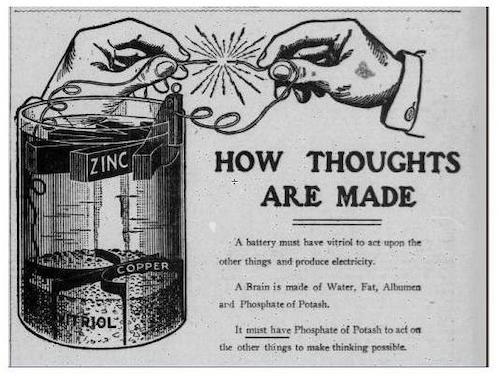 ZINC
COPPER
VITRIOL
HOW THOUGHTS
ARE MADE
A battery must have vitriol to act upon the
other things and produce electricity.
A Brain is made of Water, Fat, Albumen
and Phosphate of Potash.
It must have Phosphate of Potash to act on
the other things to make thinking possible.